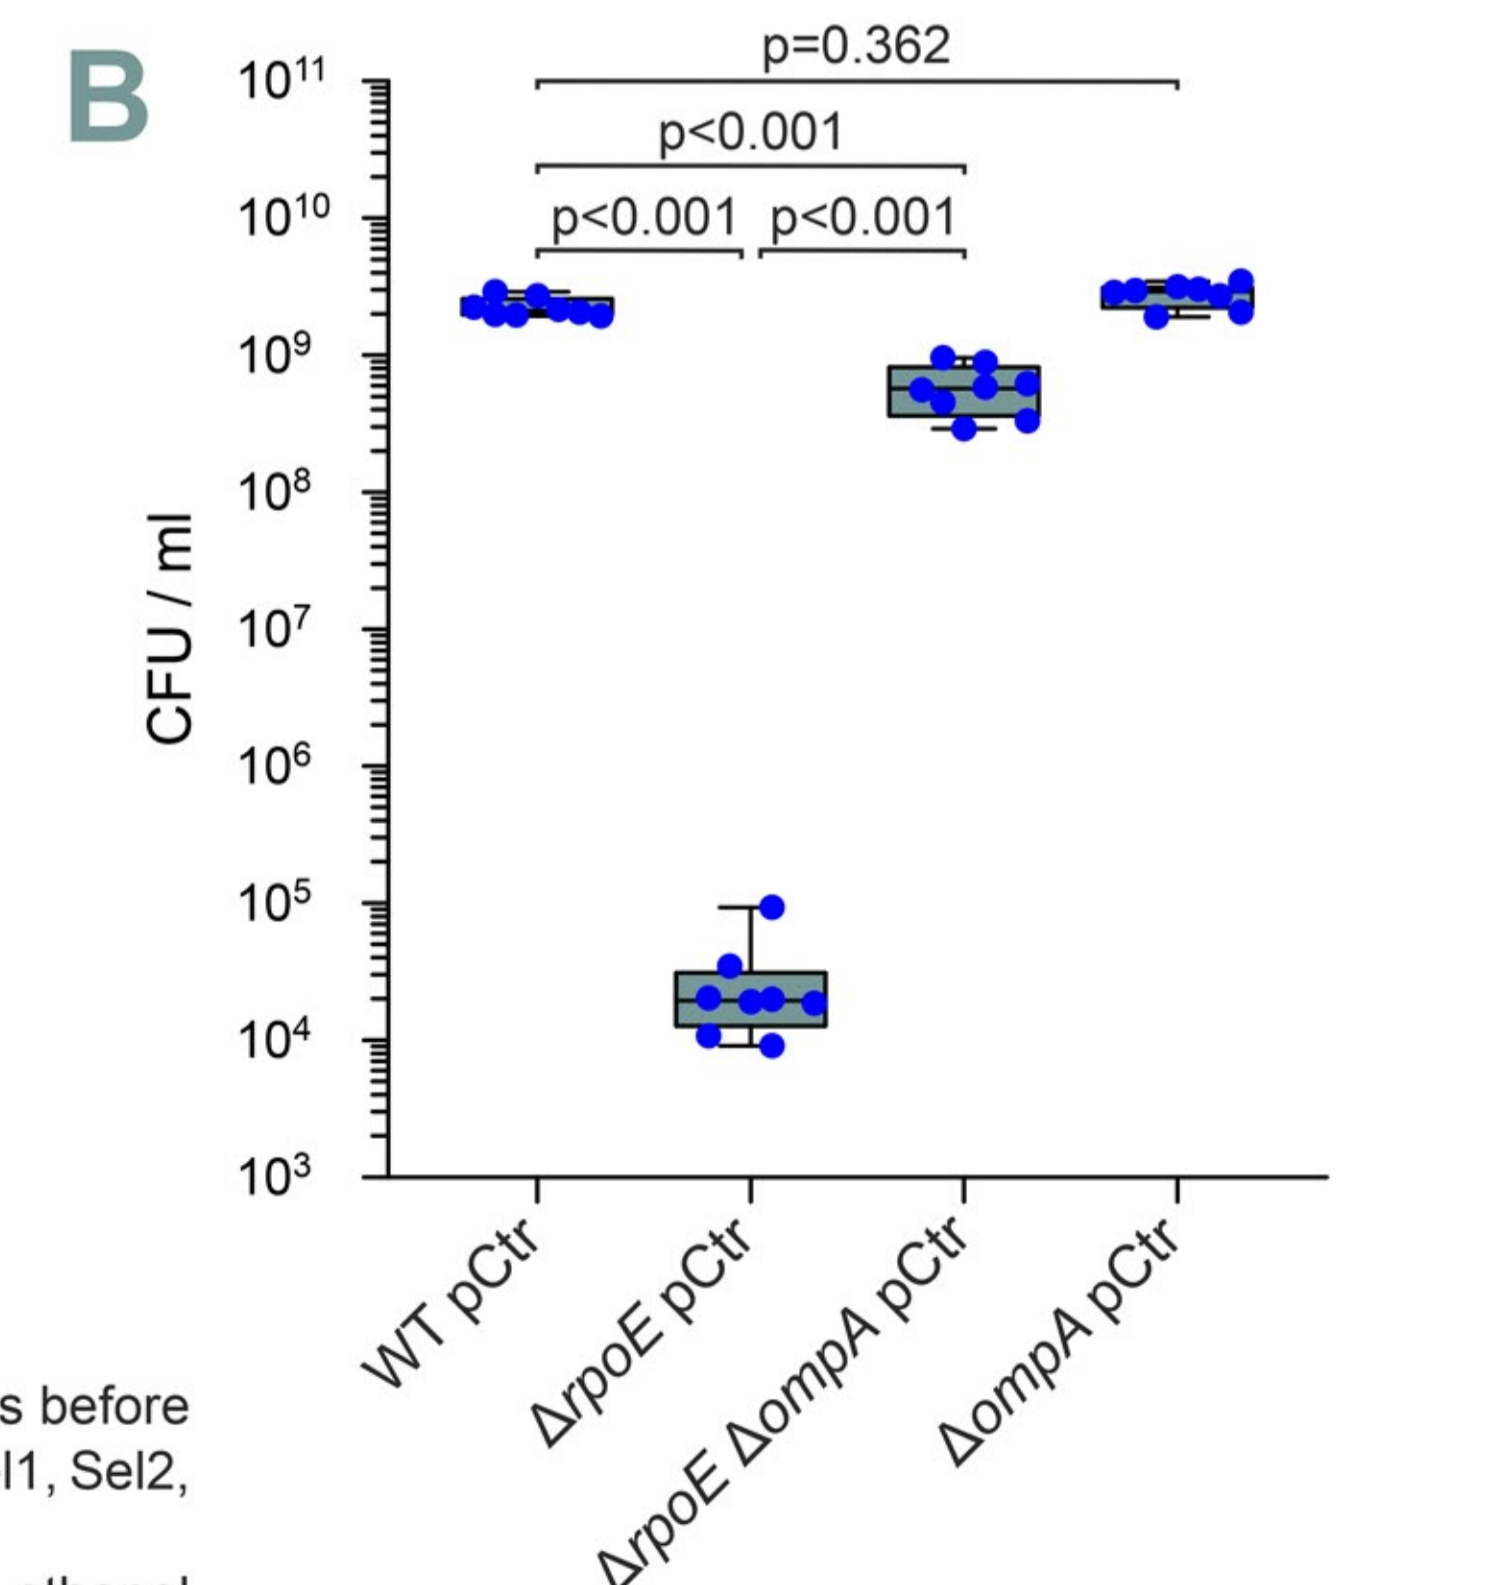 B
p=0.362
p<0.001
p<0.001 p<0.001
10¹¹
10¹⁰
10⁹
10⁸
10⁷
10⁶
10⁵
10⁴
10³
CFU / ml
WT pCtr
ΔrpoE pCtr
ΔrpoE ΔompA pCtr
ΔompA pCtr
s before
l1, Sel2,